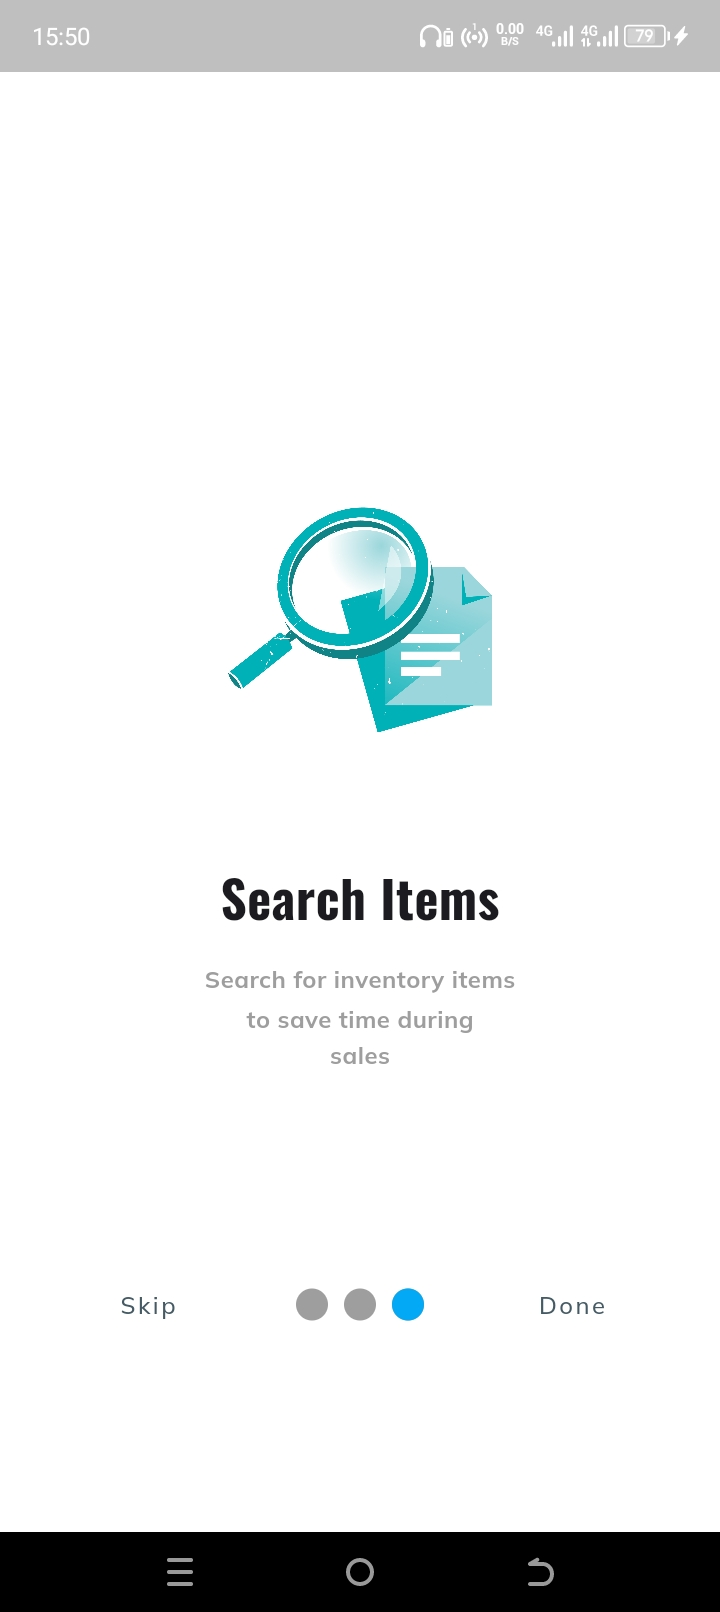 15:50
1
0.00
B/S
4G
4G
79
Search Items
Search for inventory items
to save time during
sales
Skip
Done